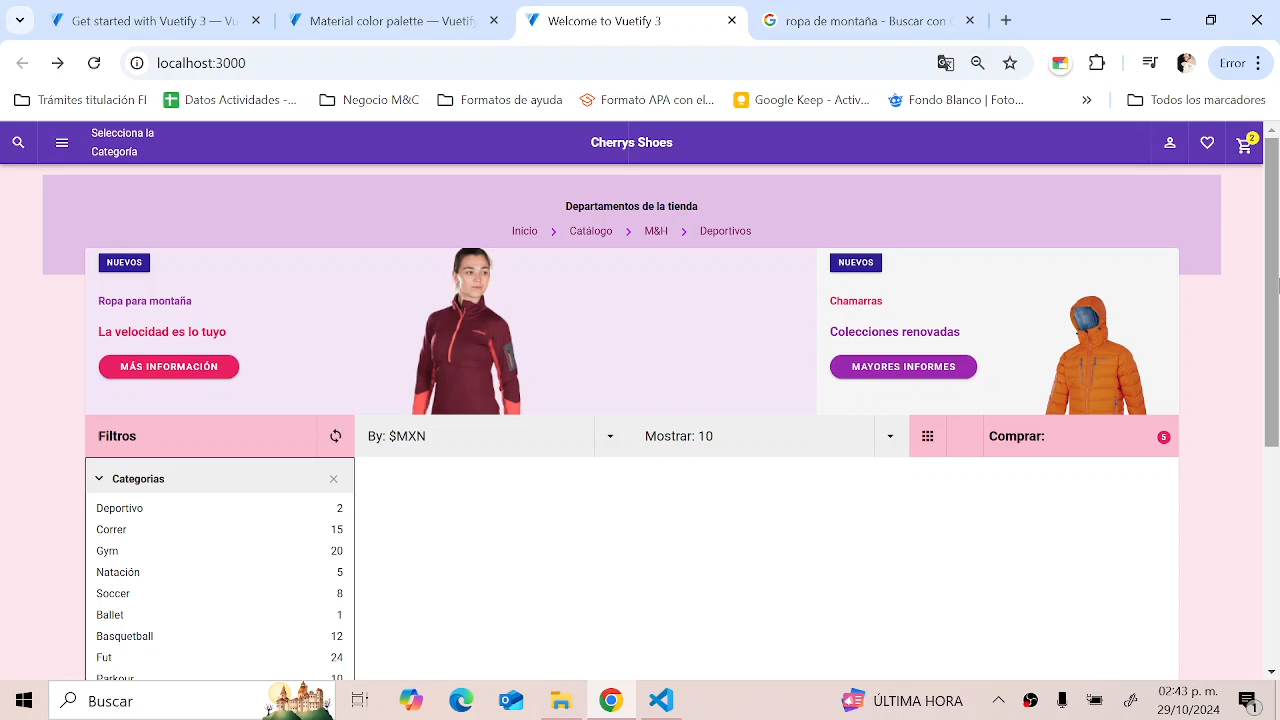 Get started with Vuetify 3 — Vu
Material color palette — Vuetify
Welcome to Vuetify 3
ropa de montaña - Buscar con G
localhost:3000
Error
Trámites titulación FI
Datos Actividades -...
Negocio M&C
Formatos de ayuda
Formato APA con el...
Google Keep - Activ...
Fondo Blanco | Foto...
Todos los marcadores
Selecciona la
Categoría
Cherrys Shoes
2
Departamentos de la tienda
Inicio
Catálogo
M&H
Deportivos
NUEVOS
Ropa para montaña
La velocidad es lo tuyo
MÁS INFORMACIÓN
NUEVOS
Chamarras
Colecciones renovadas
MAYORES INFORMES
Filtros
By: $MXN
Mostrar: 10
Comprar:
5
Categorias
Deportivo 2
Correr 15
Gym 20
Natación 5
Soccer 8
Ballet 1
Basquetball 12
Fut 24
Parkour 10
Buscar
ÚLTIMA HORA
02:43 p. m.
29/10/2024
1